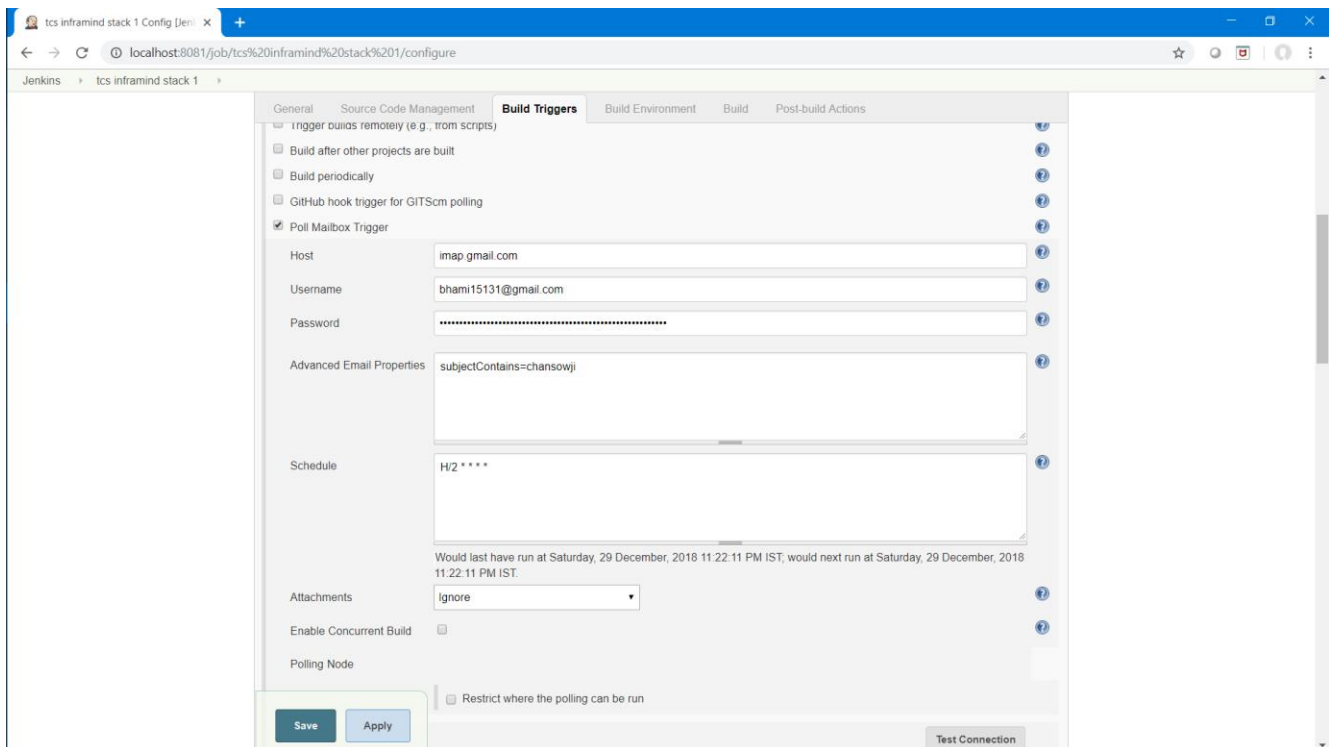 tcs inframind stack 1 Config [Jen
localhost:8081/job/tcs%20inframind%20stack%201/configure
Jenkins tcs inframind stack 1
General Source Code Management Build Triggers Build Environment Build Post-build Actions
Trigger builds remotely (e.g., from scripts)
Build after other projects are built
Build periodically
GitHub hook trigger for GITScm polling
Poll Mailbox Trigger
Host imap.gmail.com
Username bhami15131@gmail.com
Password
Advanced Email Properties subjectContains=chansowji
Schedule H/2 * * * *
Would last have run at Saturday, 29 December, 2018 11:22:11 PM IST; would next run at Saturday, 29 December, 2018
11:22:11 PM IST.
Attachments Ignore
Enable Concurrent Build
Polling Node
Restrict where the polling can be run
Save Apply
Test Connection